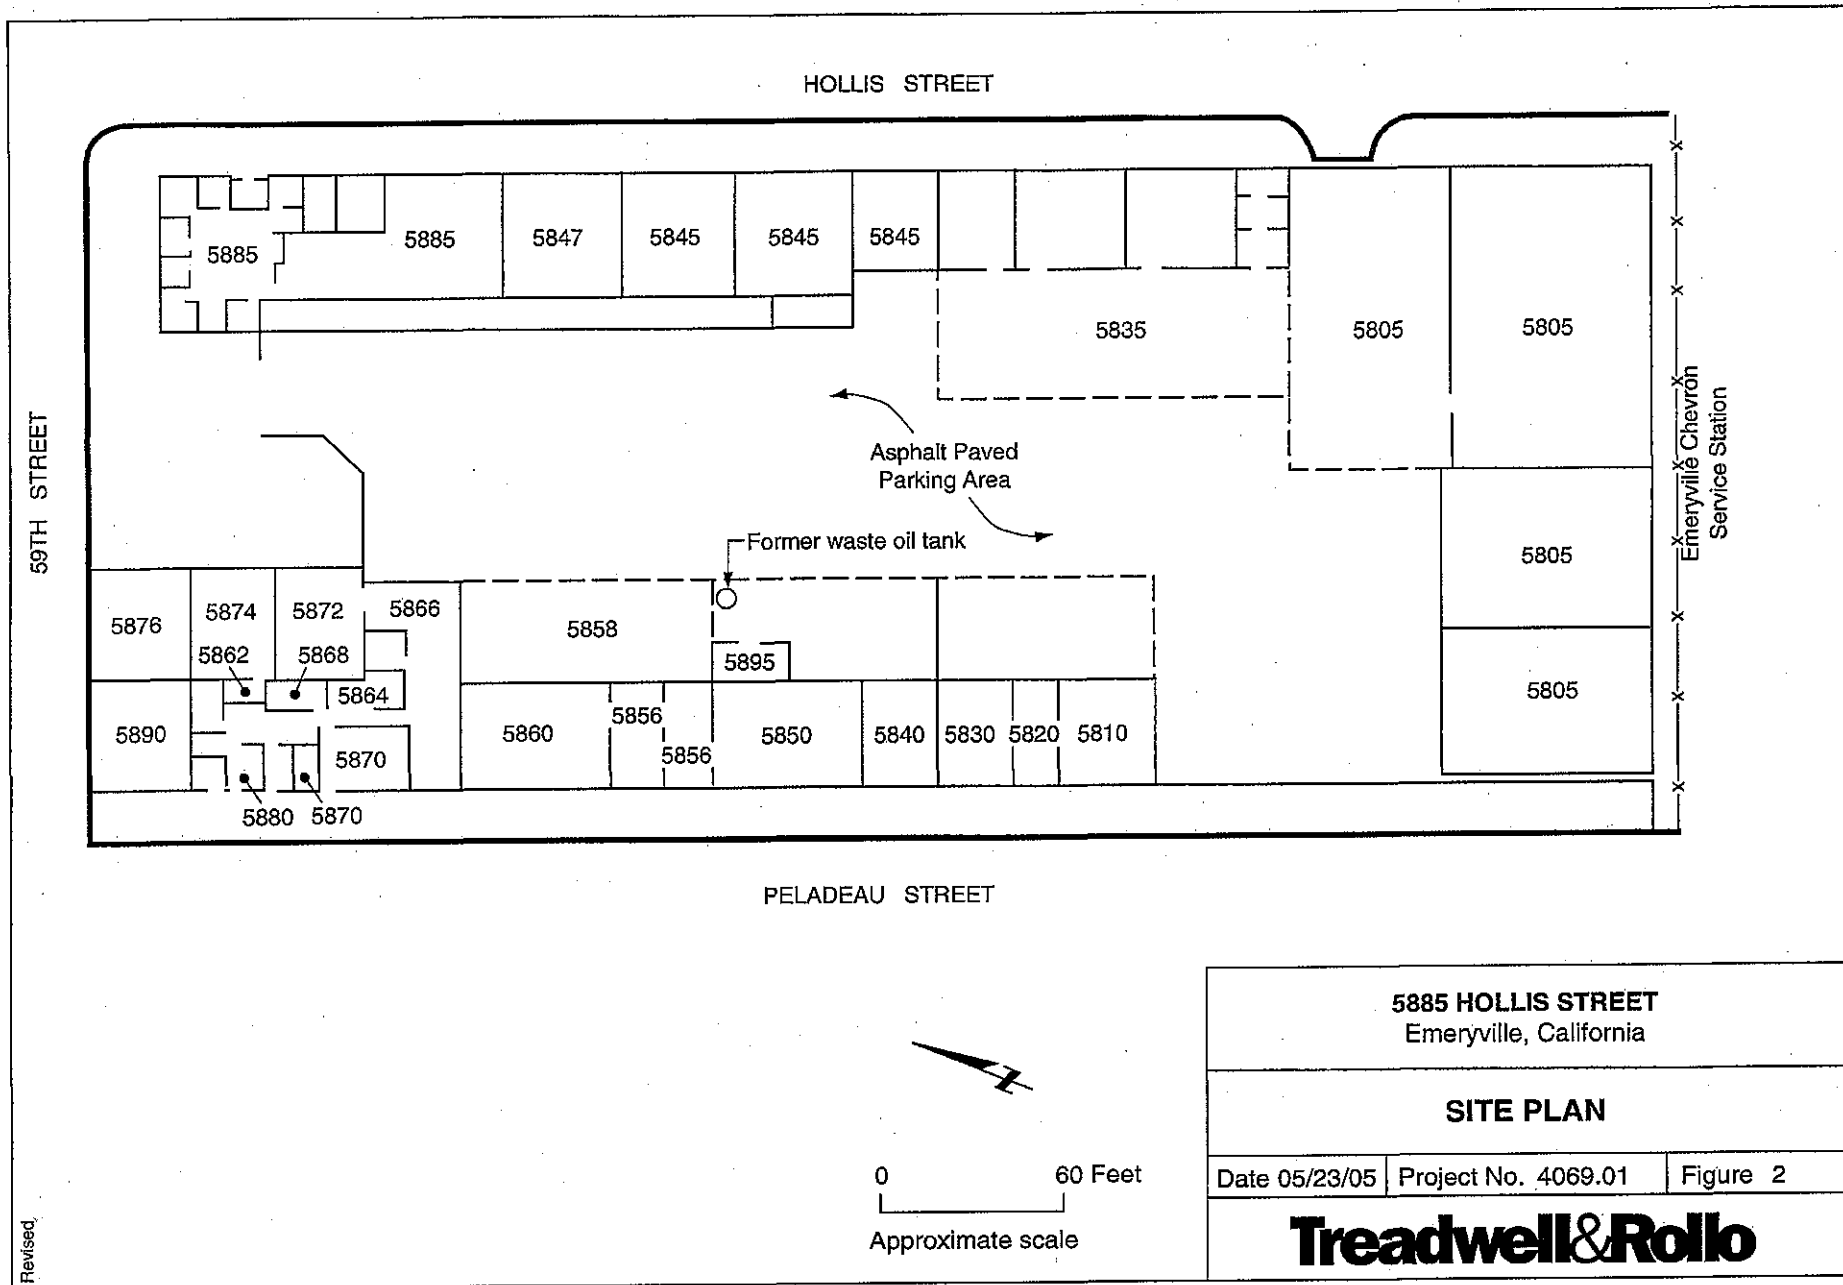 HOLLIS STREET
5885
5885
5847
5845
5845
5845
5835
5805
5805
Asphalt Paved
Parking Area
59TH STREET
Emeryville Chevron
Service Station
Former waste oil tank
5805
5876
5874
5872
5866
5858
5862
5868
5895
5864
5805
5890
5870
5860
5856
5856
5850
5840
5830
5820
5810
5880
5870
PELADEAU STREET
5885 HOLLIS STREET
Emeryville, California
SITE PLAN
0 60 Feet
Approximate scale
Date 05/23/05 Project No. 4069.01 Figure 2
Treadwell&Rollo
Revised,